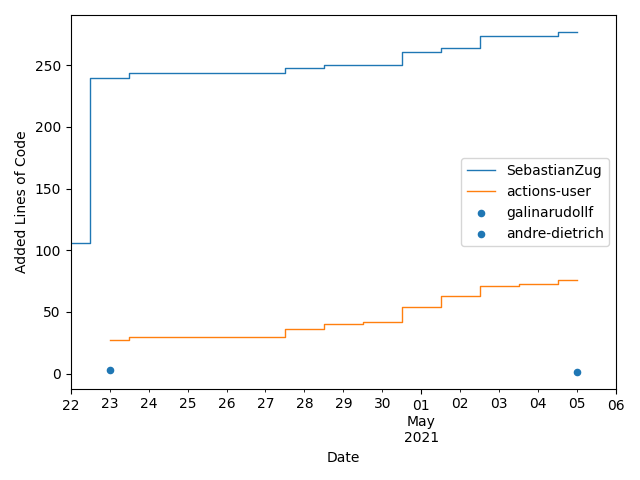 250
200
150
100
50
0
Added Lines of Code
SebastianZug
actions-user
galinarudollf
andre-dietrich
22 23 24 25 26 27 28 29 30 01 02 03 04 05 06
May
2021
Date